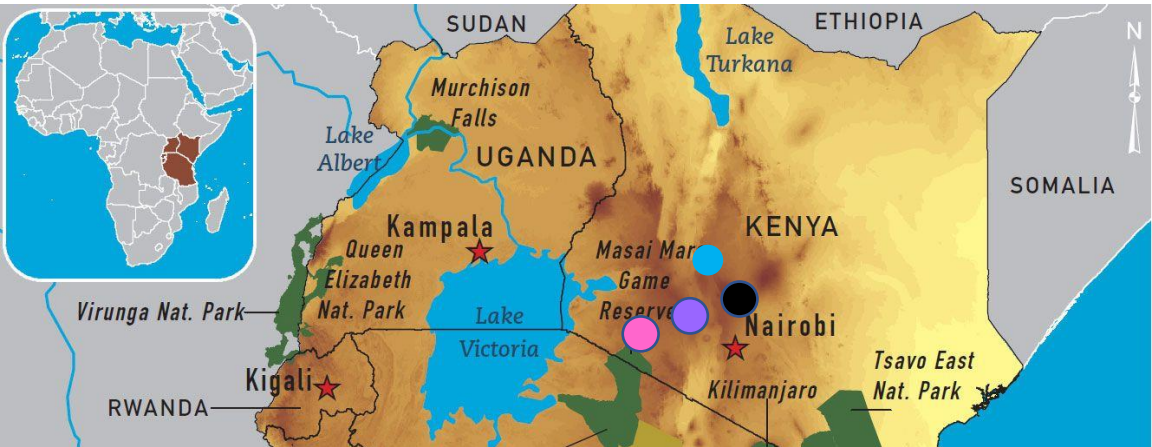 SUDAN
ETHIOPIA
N
Lake
Turkana
Murchison
Falls
Lake
Albert
UGANDA
SOMALIA
KENYA
Kampala
Masai Mar
Game
Reserve
Queen
Elizabeth
Nat. Park
Virunga Nat. Park
Lake
Victoria
Nairobi
Tsavo East
Nat. Park
Kigali
Kilimanjaro
RWANDA